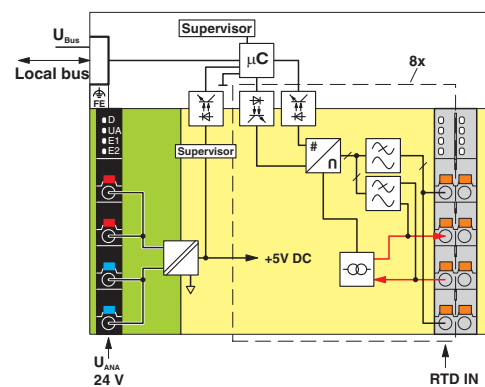 Supervisor
U_Bus
µC
8x
Local bus
FE
D
UA
E1
E2
Supervisor
#
n
+5V DC
U_ANA
24 V
RTD IN